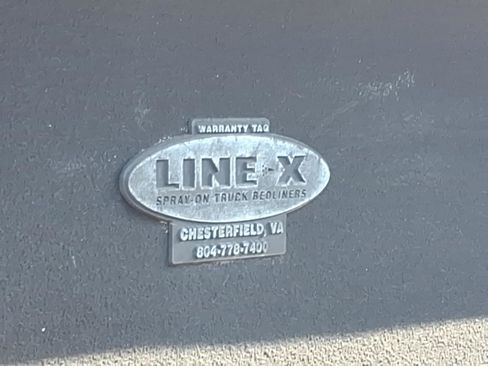 WARRANTY TAG
LINE-X
SPRAY-ON TRUCK BEDLINERS
CHESTERFIELD, VA
804-778-7400